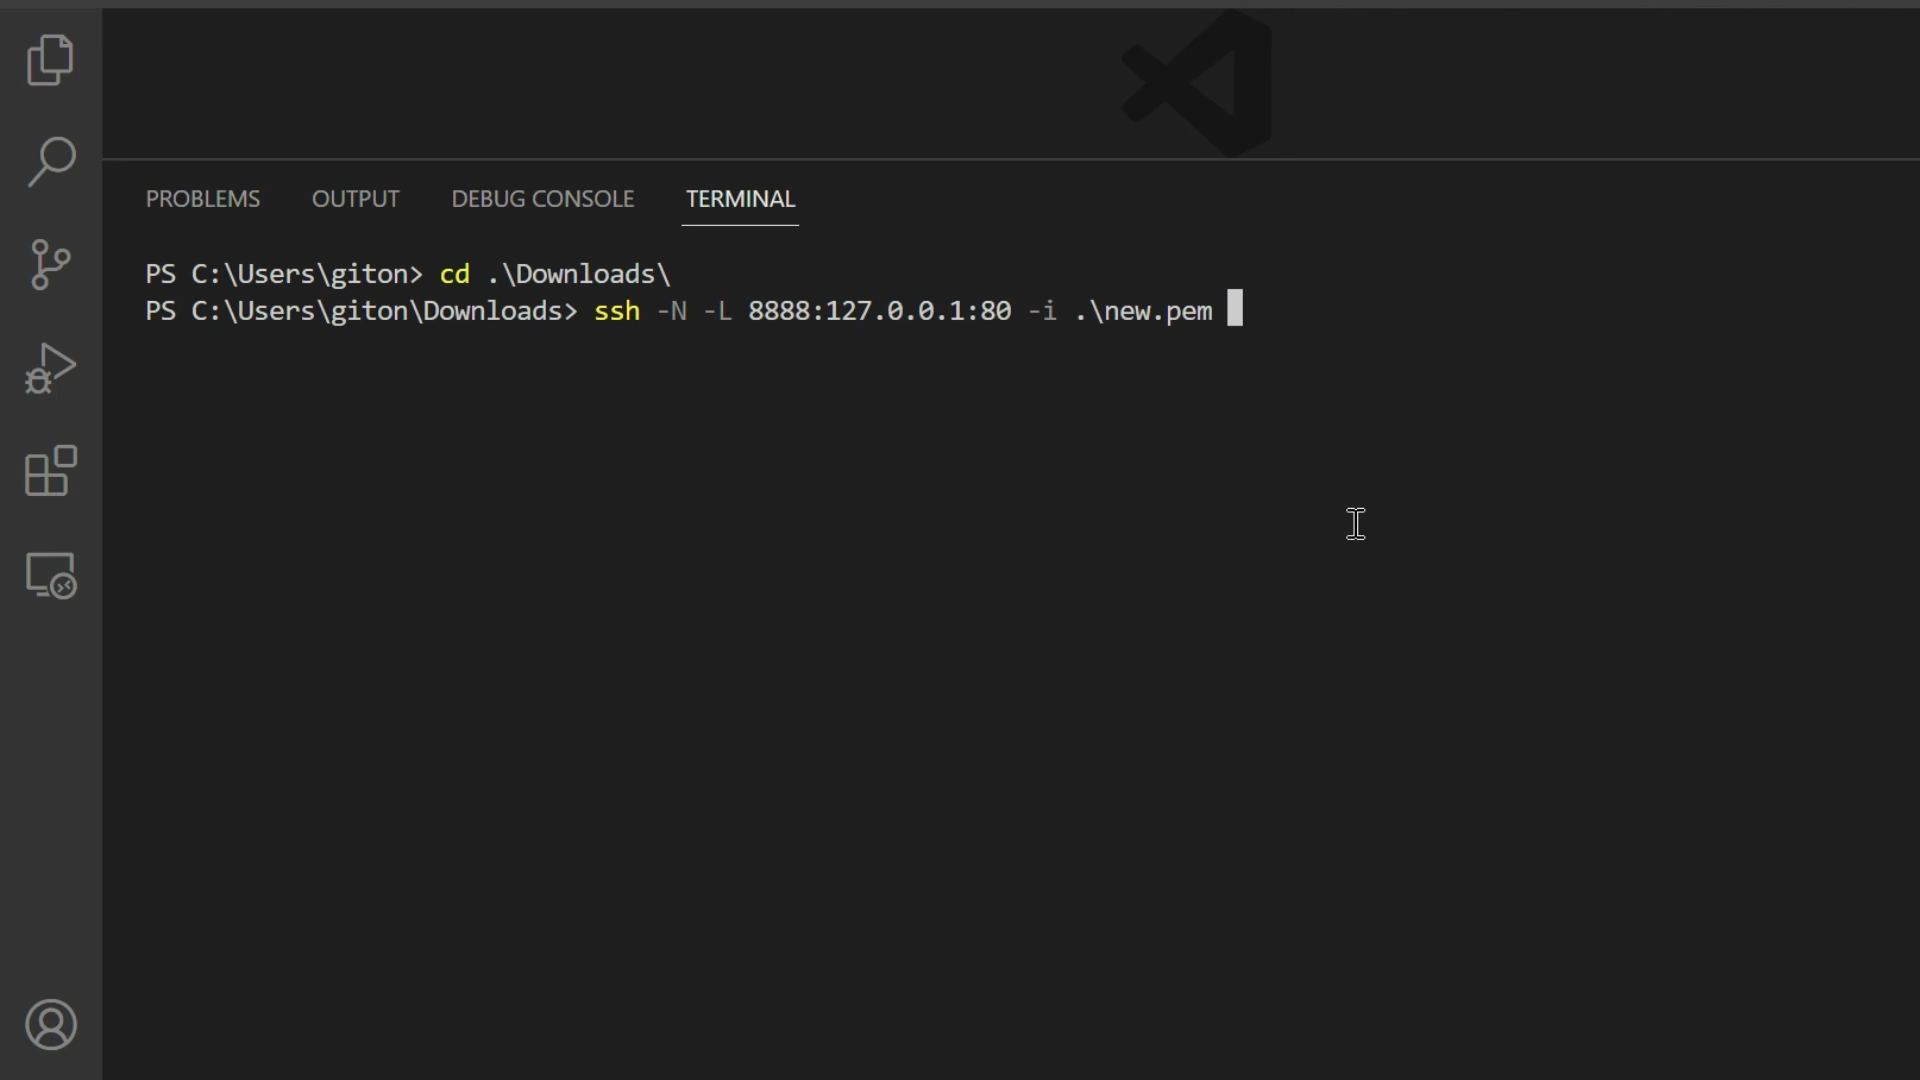 PROBLEMS OUTPUT DEBUG CONSOLE TERMINAL
PS C:\Users\giton> cd .\Downloads\
PS C:\Users\giton\Downloads> ssh -N -L 8888:127.0.0.1:80 -i .\new.pem